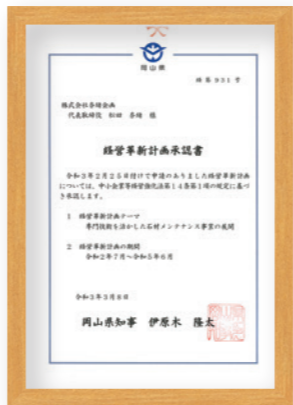 岡山県
経第931号
株式会社香緒企画
代表取締役 松田 香緒 様
経営革新計画承認書
令和3年2月25日付けで申請のありました経営革新計画
については、中小企業等経営強化法第14条第1項の規定に基づ
き承認します。
1 経営革新計画テーマ
専門技術を活かした石材メンテナンス事業の展開
2 経営革新計画の期間
令和2年7月～令和5年6月
令和3年3月8日
岡山県知事 伊原木 隆太